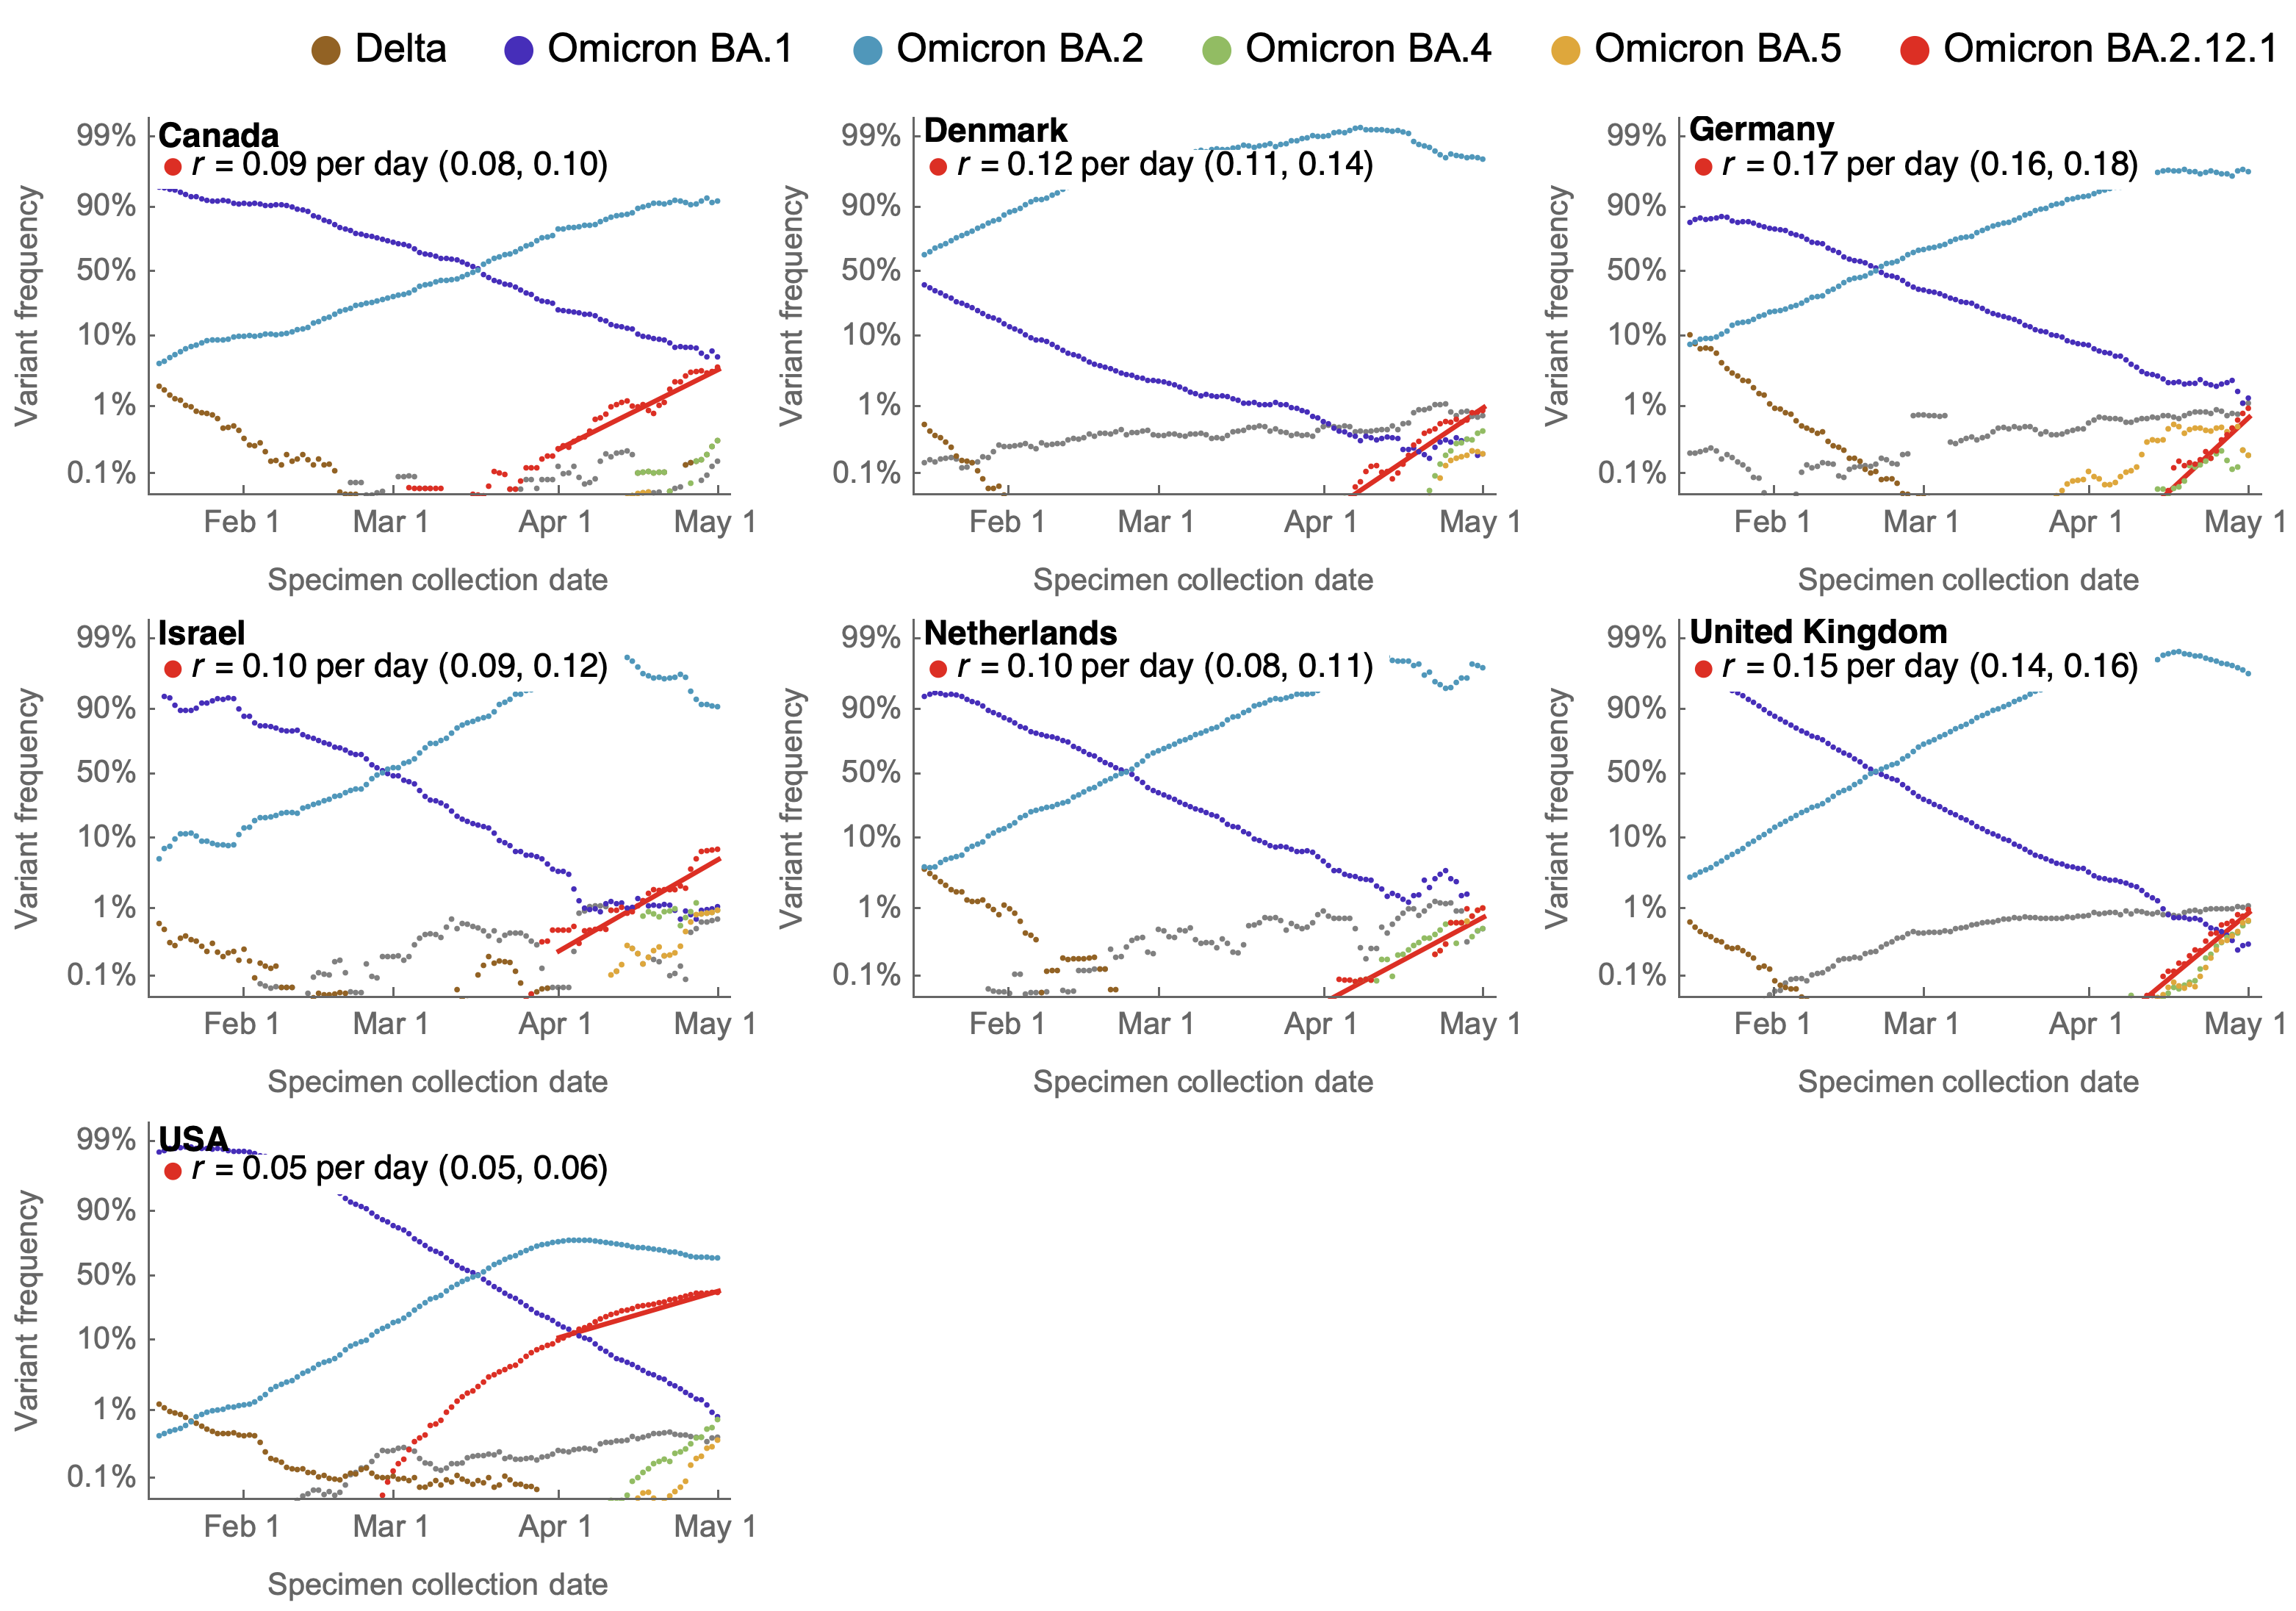 Delta Omicron BA.1 Omicron BA.2 Omicron BA.4 Omicron BA.5 Omicron BA.2.12.1
Canada
r = 0.09 per day (0.08, 0.10)
99%
90%
50%
10%
1%
0.1%
Variant frequency
Feb 1 Mar 1 Apr 1 May 1
Specimen collection date
Denmark
r = 0.12 per day (0.11, 0.14)
99%
90%
50%
10%
1%
0.1%
Variant frequency
Feb 1 Mar 1 Apr 1 May 1
Specimen collection date
Germany
r = 0.17 per day (0.16, 0.18)
99%
90%
50%
10%
1%
0.1%
Variant frequency
Feb 1 Mar 1 Apr 1 May 1
Specimen collection date
Israel
r = 0.10 per day (0.09, 0.12)
99%
90%
50%
10%
1%
0.1%
Variant frequency
Feb 1 Mar 1 Apr 1 May 1
Specimen collection date
Netherlands
r = 0.10 per day (0.08, 0.11)
99%
90%
50%
10%
1%
0.1%
Variant frequency
Feb 1 Mar 1 Apr 1 May 1
Specimen collection date
United Kingdom
r = 0.15 per day (0.14, 0.16)
99%
90%
50%
10%
1%
0.1%
Variant frequency
Feb 1 Mar 1 Apr 1 May 1
Specimen collection date
USA
r = 0.05 per day (0.05, 0.06)
99%
90%
50%
10%
1%
0.1%
Variant frequency
Feb 1 Mar 1 Apr 1 May 1
Specimen collection date